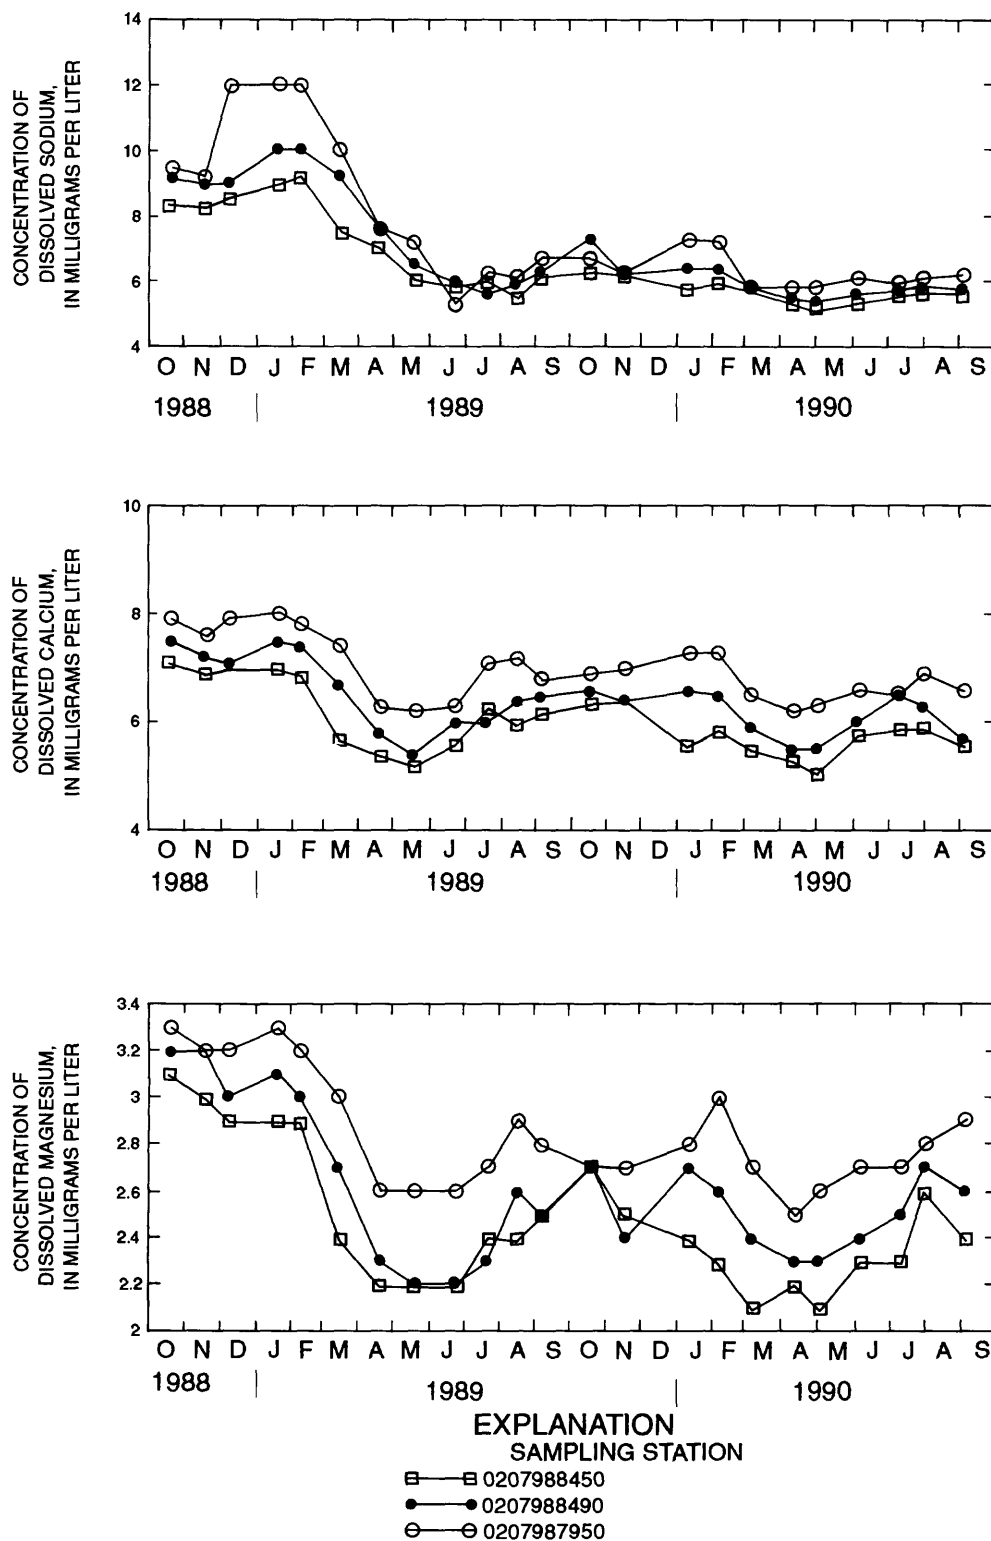 CONCENTRATION OF
DISSOLVED SODIUM,
IN MILLIGRAMS PER LITER
14
12
10
8
6
4
O N D J F M A M J J A S O N D J F M A M J J A S
1988 1989 1990
CONCENTRATION OF
DISSOLVED CALCIUM,
IN MILLIGRAMS PER LITER
10
8
6
4
O N D J F M A M J J A S O N D J F M A M J J A S
1988 1989 1990
CONCENTRATION OF
DISSOLVED MAGNESIUM,
IN MILLIGRAMS PER LITER
3.4
3.2
3
2.8
2.6
2.4
2.2
2
O N D J F M A M J J A S O N D J F M A M J J A S
1988 1989 1990
EXPLANATION
SAMPLING STATION
0207988450
0207988490
0207987950